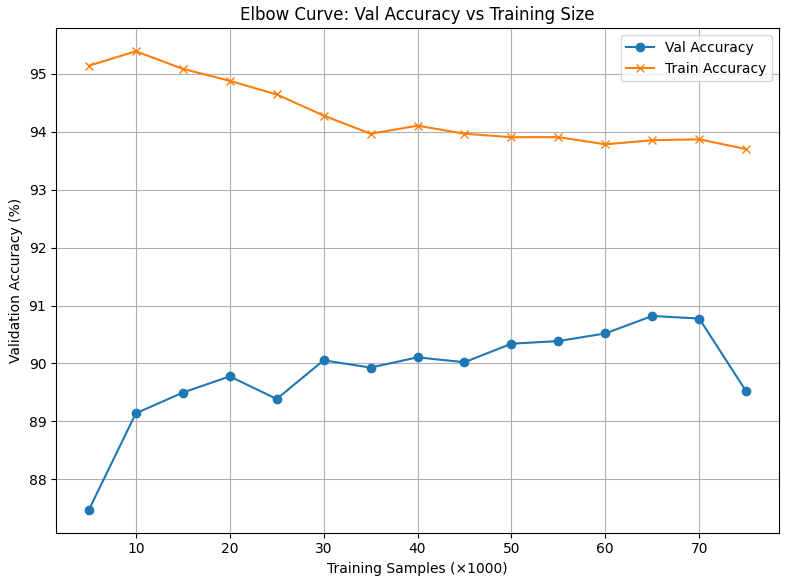 Elbow Curve: Val Accuracy vs Training Size
Val Accuracy
Train Accuracy
Validation Accuracy (%)
95
94
93
92
91
90
89
88
10 20 30 40 50 60 70
Training Samples (×1000)